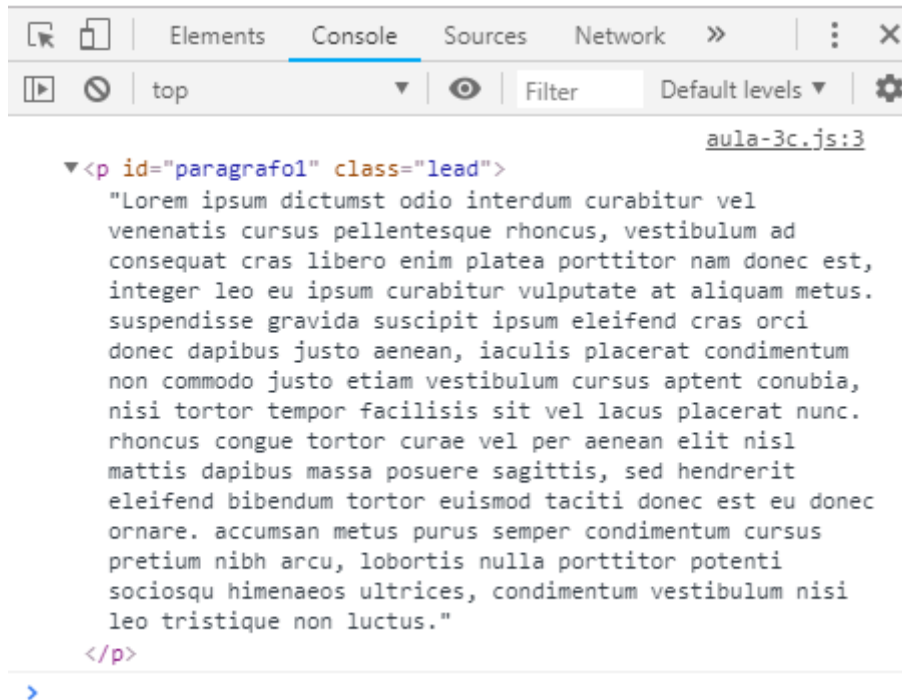 Elements Console Sources Network »
top Filter Default levels
aula-3c.js:3
<p id="paragrafo1" class="lead">
"Lorem ipsum dictumst odio interdum curabitur vel
venenatis cursus pellentesque rhoncus, vestibulum ad
consequat cras libero enim platea porttitor nam donec est,
integer leo eu ipsum curabitur vulputate at aliquam metus.
suspendisse gravida suscipit ipsum eleifend cras orci
donec dapibus justo aenean, iaculis placerat condimentum
non commodo justo etiam vestibulum cursus aptent conubia,
nisi tortor tempor facilisis sit vel lacus placerat nunc.
rhoncus congue tortor curae vel per aenean elit nisl
mattis dapibus massa posuere sagittis, sed hendrerit
eleifend bibendum tortor euismod taciti donec est eu donec
ornare. accumsan metus purus semper condimentum cursus
pretium nibh arcu, lobortis nulla porttitor potenti
sociosqu himenaeos ultrices, condimentum vestibulum nisi
leo tristique non luctus."
</p>